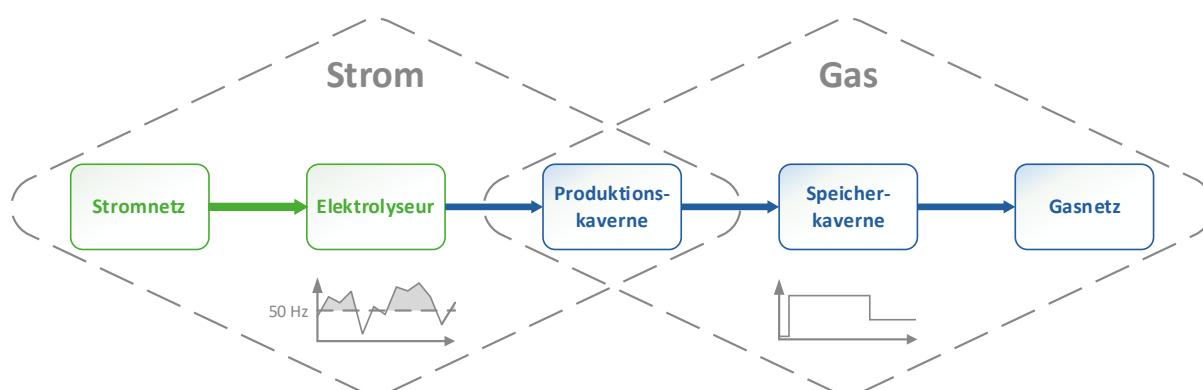 Strom
Gas
Stromnetz
Elektrolyseur
Produktions-
kaverne
Speicher-
kaverne
Gasnetz
50 Hz